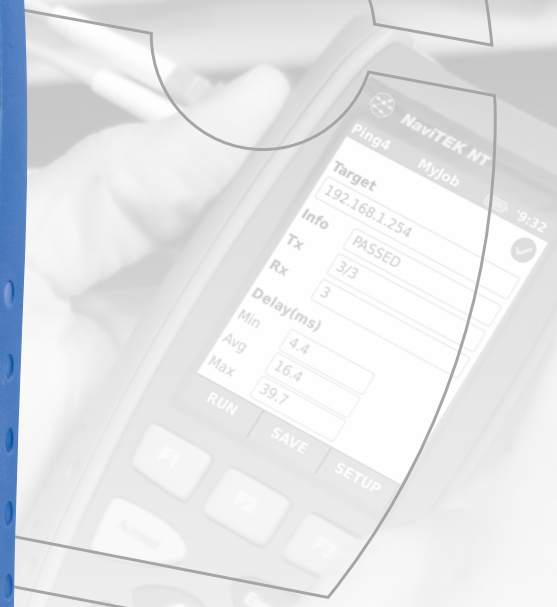 NaviTEK NT
Ping4 MyJob 9:32
Target
192.168.1.254
Info PASSED
Tx 3/3
Rx 3
Delay(ms)
Min 4.4
Avg 16.4
Max 39.7
RUN SAVE SETUP
F1 F2 F3
Autotest